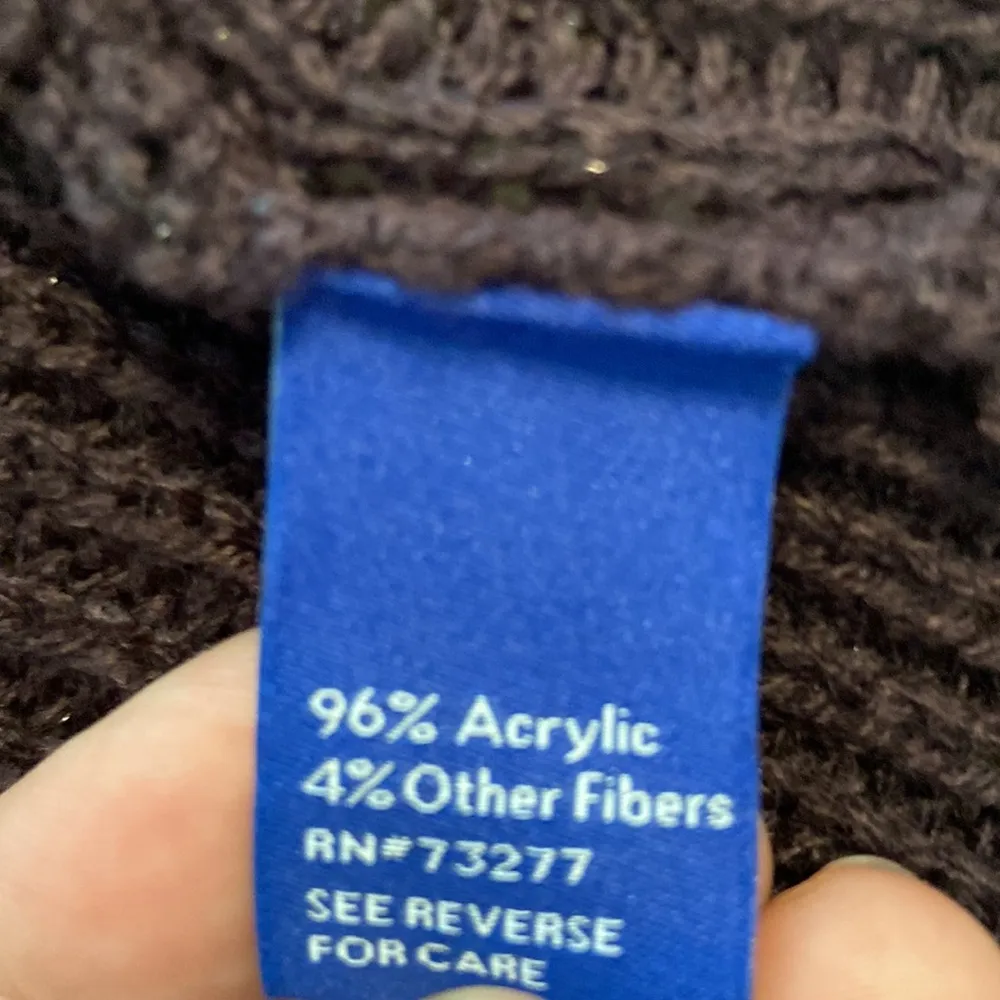 96% Acrylic
4% Other Fibers
RN#73277
SEE REVERSE
FOR CARE